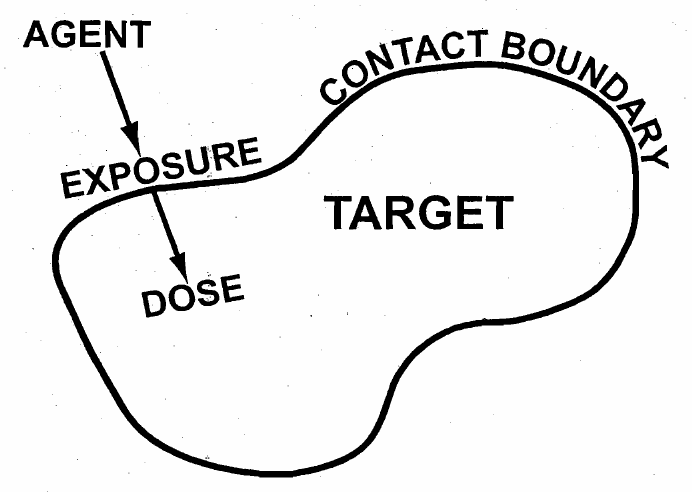 AGENT
CONTACT BOUNDARY
EXPOSURE
TARGET
DOSE